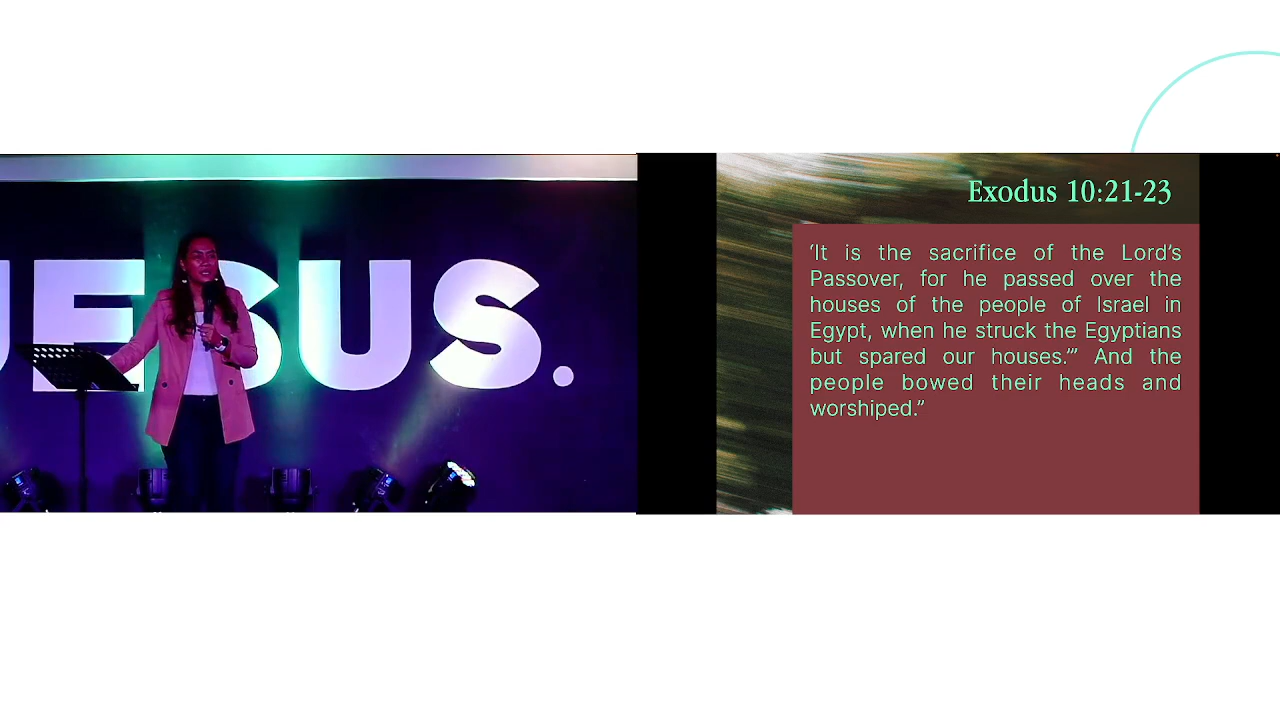 JESUS.
Exodus 10:21-23
‘It is the sacrifice of the Lord’s
Passover, for he passed over the
houses of the people of Israel in
Egypt, when he struck the Egyptians
but spared our houses.’” And the
people bowed their heads and
worshiped.”